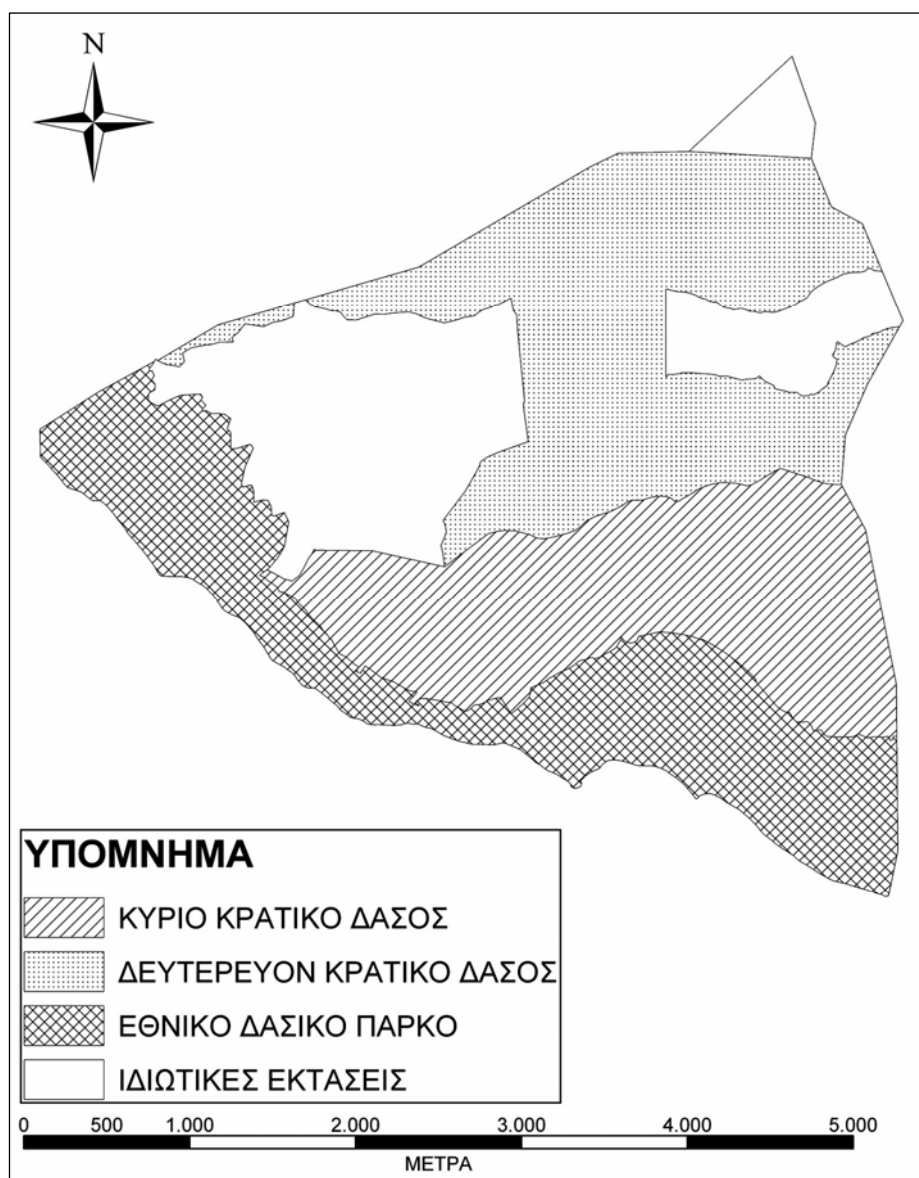 N
ΥΠΟΜΝΗΜΑ
ΚΥΡΙΟ ΚΡΑΤΙΚΟ ΔΑΣΟΣ
ΔΕΥΤΕΡΕΥΟΝ ΚΡΑΤΙΚΟ ΔΑΣΟΣ
ΕΘΝΙΚΟ ΔΑΣΙΚΟ ΠΑΡΚΟ
ΙΔΙΩΤΙΚΕΣ ΕΚΤΑΣΕΙΣ
0 500 1.000 2.000 3.000 4.000 5.000
ΜΕΤΡΑ